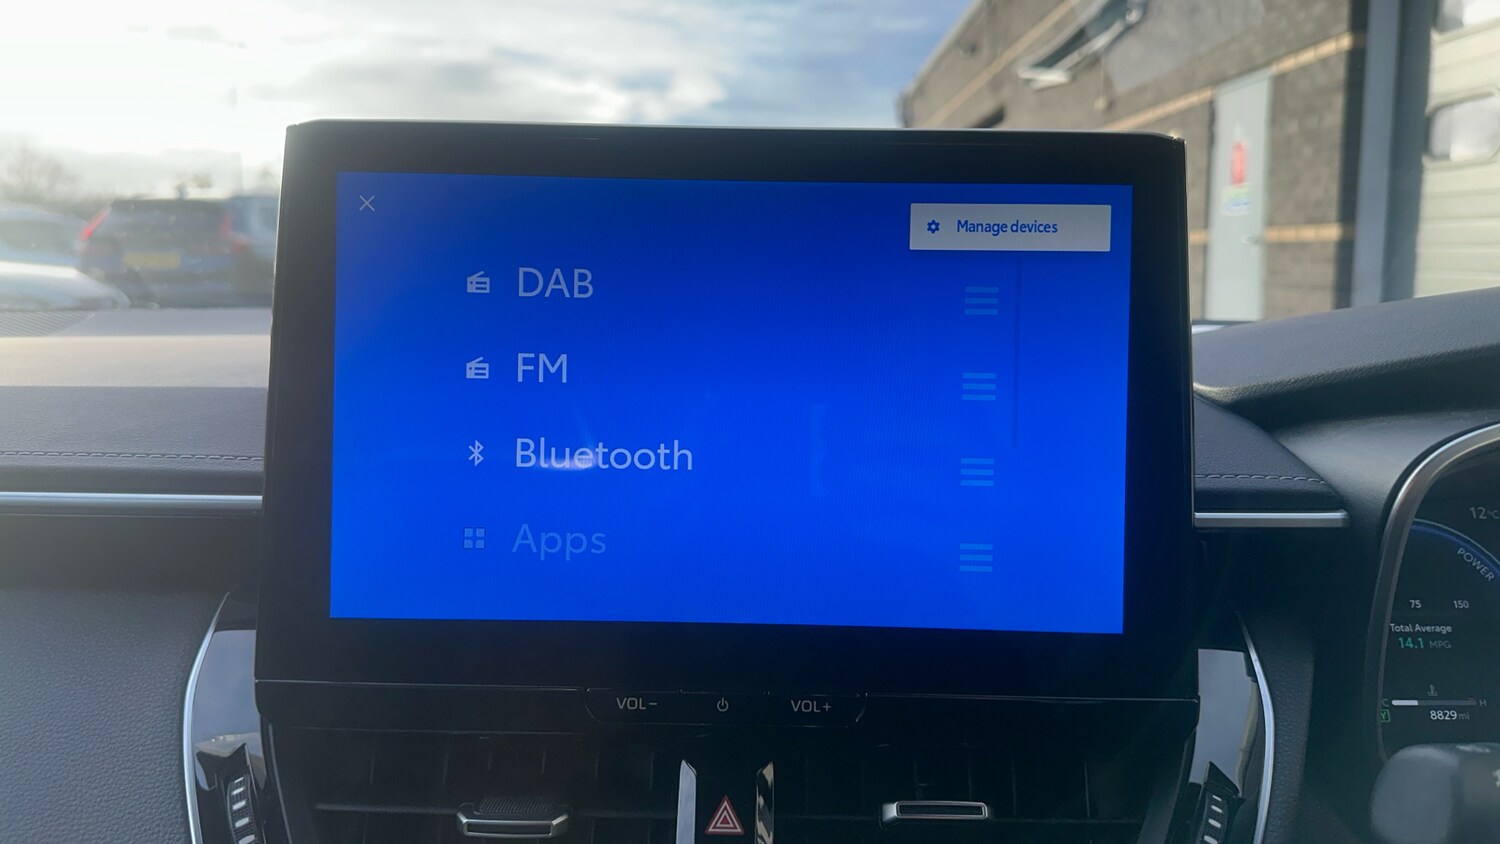 Manage devices
DAB
FM
Bluetooth
Apps
VOL-
VOL+
12°C
POWER
75 150
Total Average
14.1 MPG
C H
8829 mi